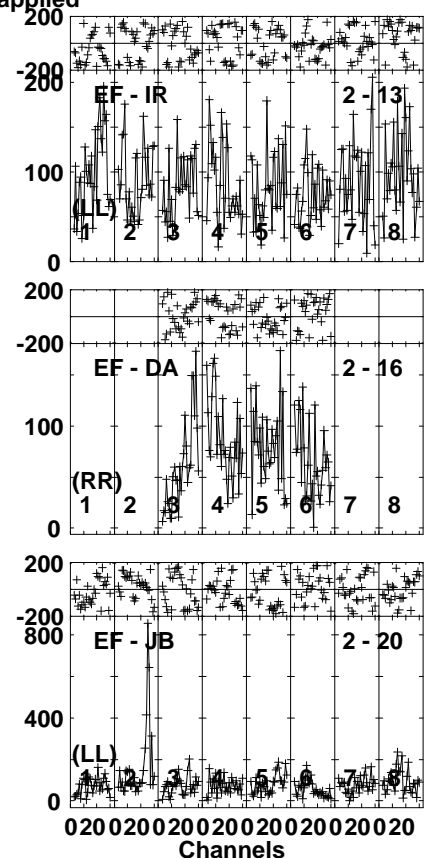 applied
200
-200
200
EF - IR 2 - 13
100
(LL)
1 2 3 4 5 6 7 8
0
200
-200
EF - DA 2 - 16
100
(RR)
1 2 3 4 5 6 7 8
0
200
-200
800
EF - JB 2 - 20
400
(LL)
1 2 3 4 5 6 7 8
0
0 20 0 20 0 20 0 20 0 20 0 20 0 20 0 20
Channels